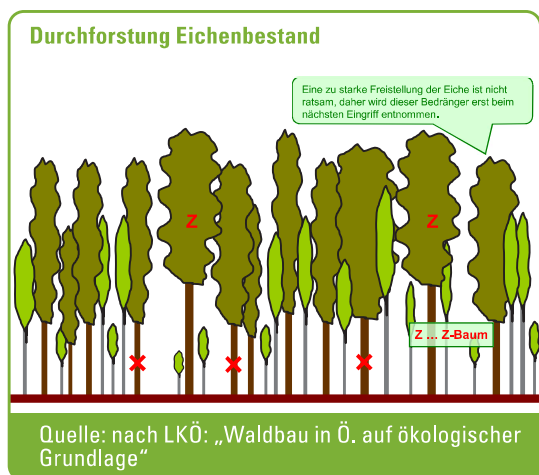 Durchforstung Eichenbestand
Eine zu starke Freistellung der Eiche ist nicht
ratsam, daher wird dieser Bedränger erst beim
nächsten Eingriff entnommen.
Z
Z
Z ... Z-Baum
Quelle: nach LKÖ: „Waldbau in Ö. auf ökologischer
Grundlage“